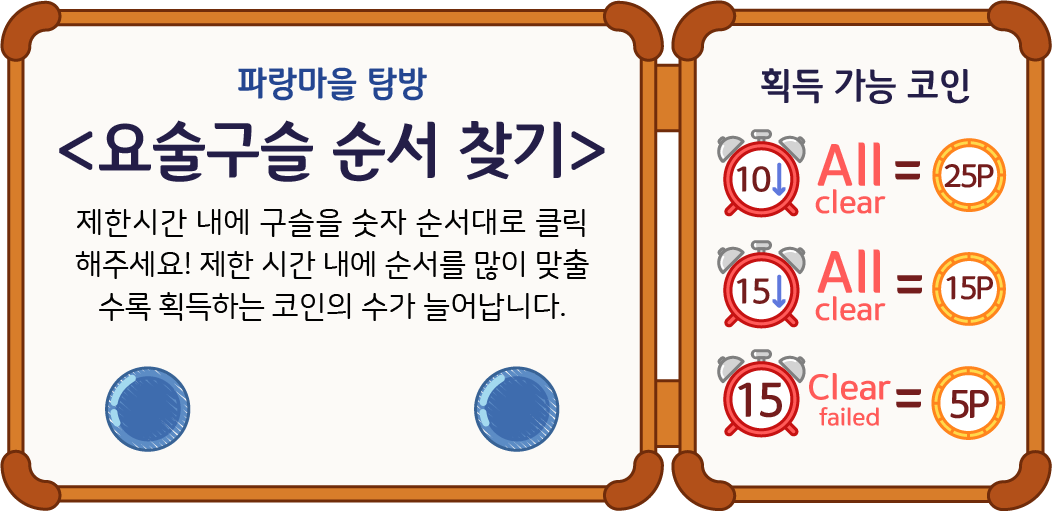 파랑마을 탐방
<요술구슬 순서 찾기>
제한시간 내에 구슬을 숫자 순서대로 클릭
해주세요! 제한 시간 내에 순서를 많이 맞출
수록 획득하는 코인의 수가 늘어납니다.
획득 가능 코인
10↓ All clear = 25P
15↓ All clear = 15P
15 Clear failed = 5P